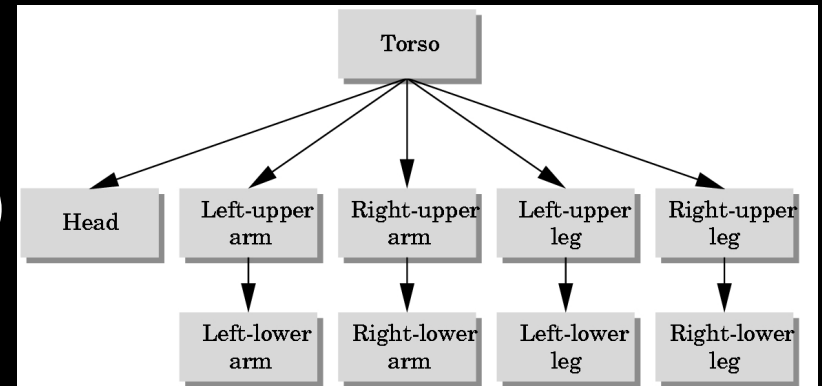 Torso
Head
Left-upper
arm
Right-upper
arm
Left-upper
leg
Right-upper
leg
Left-lower
arm
Right-lower
arm
Left-lower
leg
Right-lower
leg